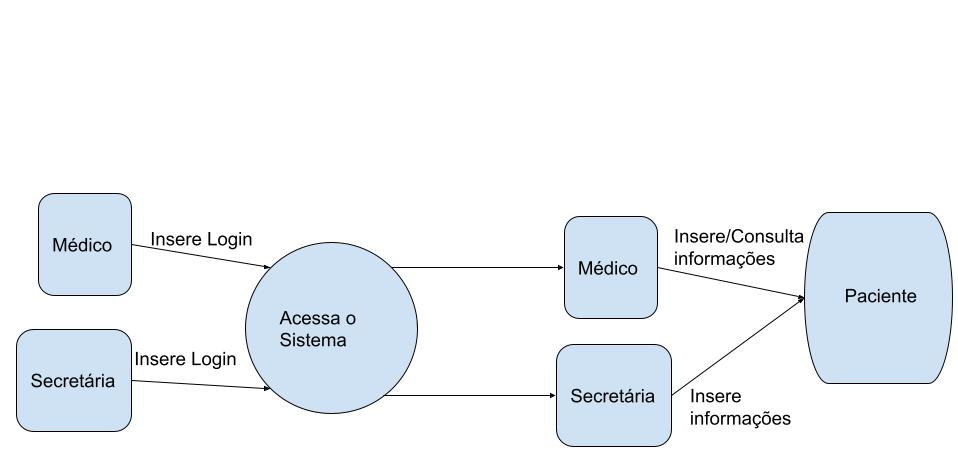 Médico
Insere Login
Secretária
Insere Login
Acessa o
Sistema
Médico
Insere/Consulta
informações
Secretária
Insere
informações
Paciente